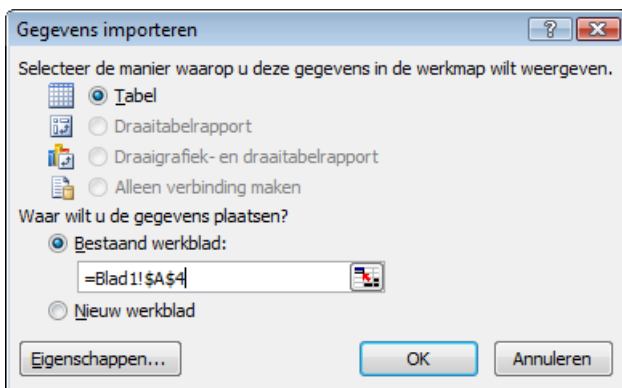 Gegevens importeren
Selecteer de manier waarop u deze gegevens in de werkmap wilt weergeven.
Tabel
Draaitabelrapport
Draaigrafiek- en draaitabelrapport
Alleen verbinding maken
Waar wilt u de gegevens plaatsen?
Bestaand werkblad:
=Blad1!$A$4
Nieuw werkblad
Eigenschappen... OK Annuleren